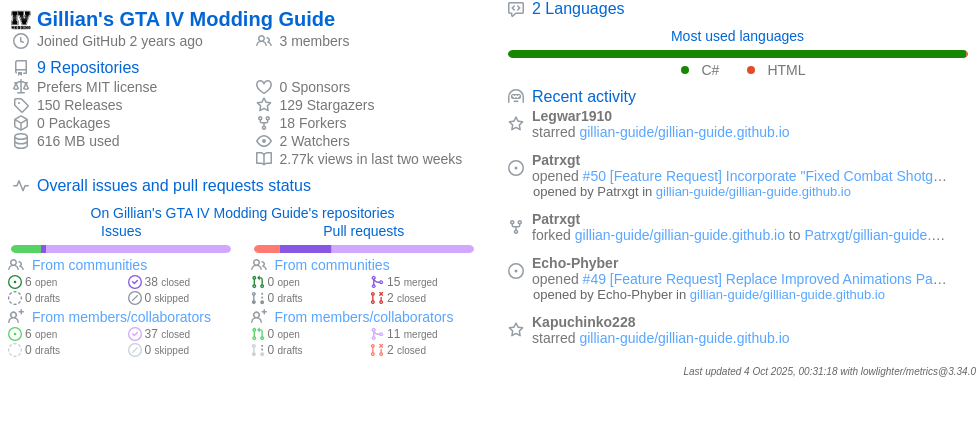 Gillian's GTA IV Modding Guide
Joined GitHub 2 years ago
3 members
9 Repositories
Prefers MIT license
150 Releases
0 Packages
616 MB used
0 Sponsors
129 Stargazers
18 Forkers
2 Watchers
2.77k views in last two weeks
Overall issues and pull requests status
On Gillian's GTA IV Modding Guide's repositories
Issues
From communities
6 open
38 closed
0 drafts
0 skipped
From members/collaborators
6 open
37 closed
0 drafts
0 skipped
Pull requests
From communities
0 open
15 merged
0 drafts
2 closed
From members/collaborators
0 open
11 merged
0 drafts
2 closed
2 Languages
Most used languages
C#
HTML
Recent activity
Legwar1910
starred gillian-guide/gillian-guide.github.io
Patrxgt
opened #50 [Feature Request] Incorporate "Fixed Combat Shotg…
opened by Patrxgt in gillian-guide/gillian-guide.github.io
Patrxgt
forked gillian-guide/gillian-guide.github.io to Patrxgt/gillian-guide.…
Echo-Phyber
opened #49 [Feature Request] Replace Improved Animations Pa…
opened by Echo-Phyber in gillian-guide/gillian-guide.github.io
Kapuchinko228
starred gillian-guide/gillian-guide.github.io
Last updated 4 Oct 2025, 00:31:18 with lowlighter/metrics@3.34.0